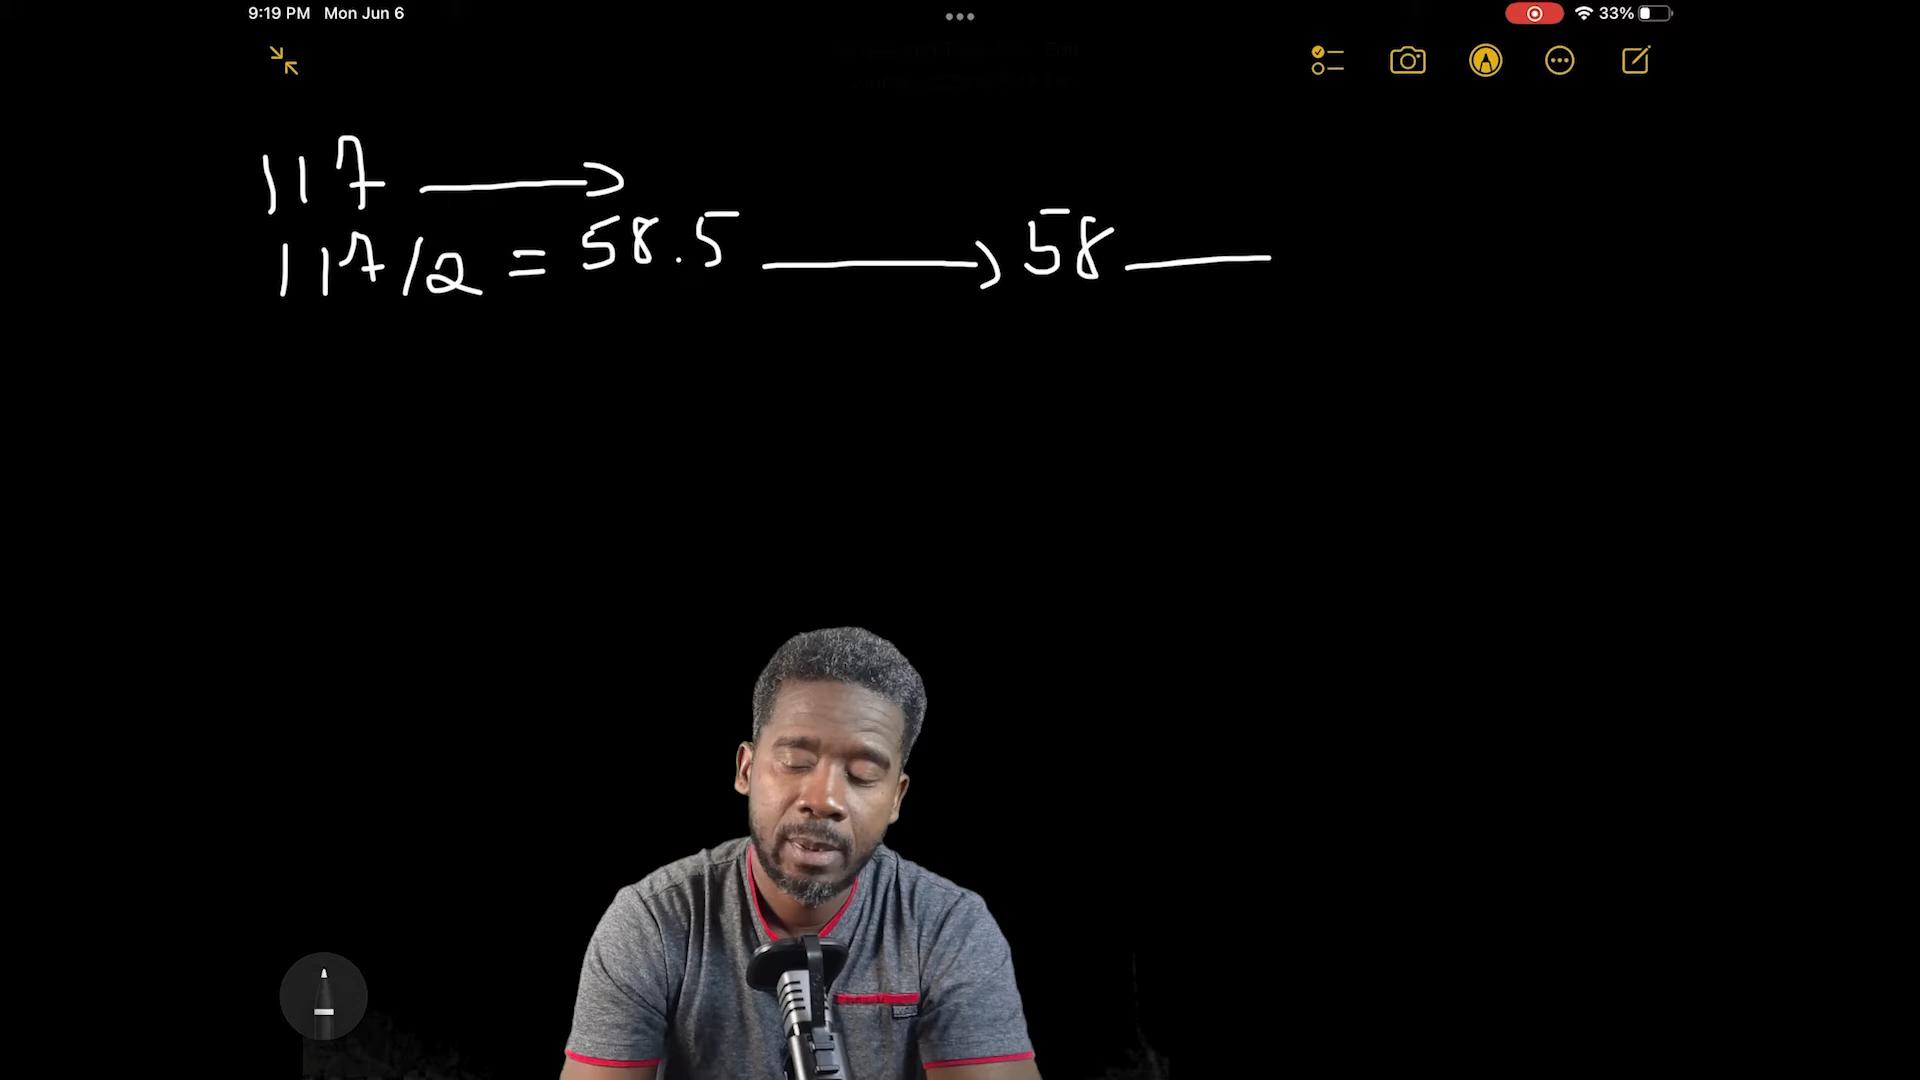 9:19 PM Mon Jun 6
33%
117 →
117/2 = 58.5 → 58 —